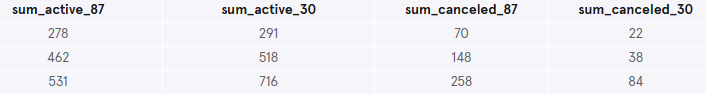 sum_active_87 sum_active_30 sum_canceled_87 sum_canceled_30
278 291 70 22
462 518 148 38
531 716 258 84